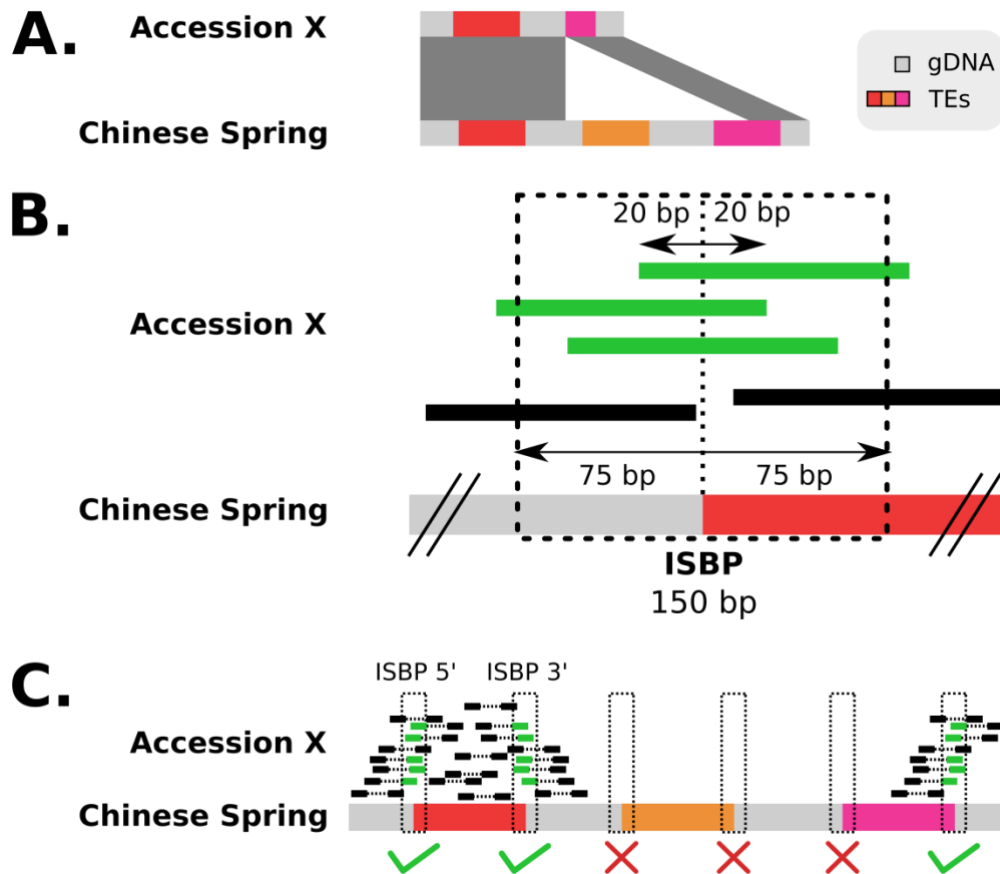 A.
Accession X
gDNA
TEs
Chinese Spring
B.
20 bp 20 bp
Accession X
75 bp 75 bp
Chinese Spring
ISBP
150 bp
C.
ISBP 5' ISBP 3'
Accession X
Chinese Spring